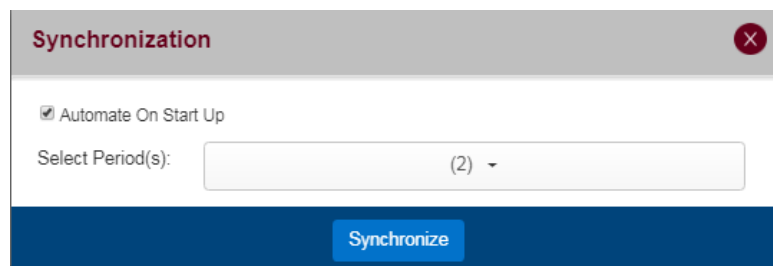 Synchronization
Automate On Start Up
Select Period(s):
(2)
Synchronize